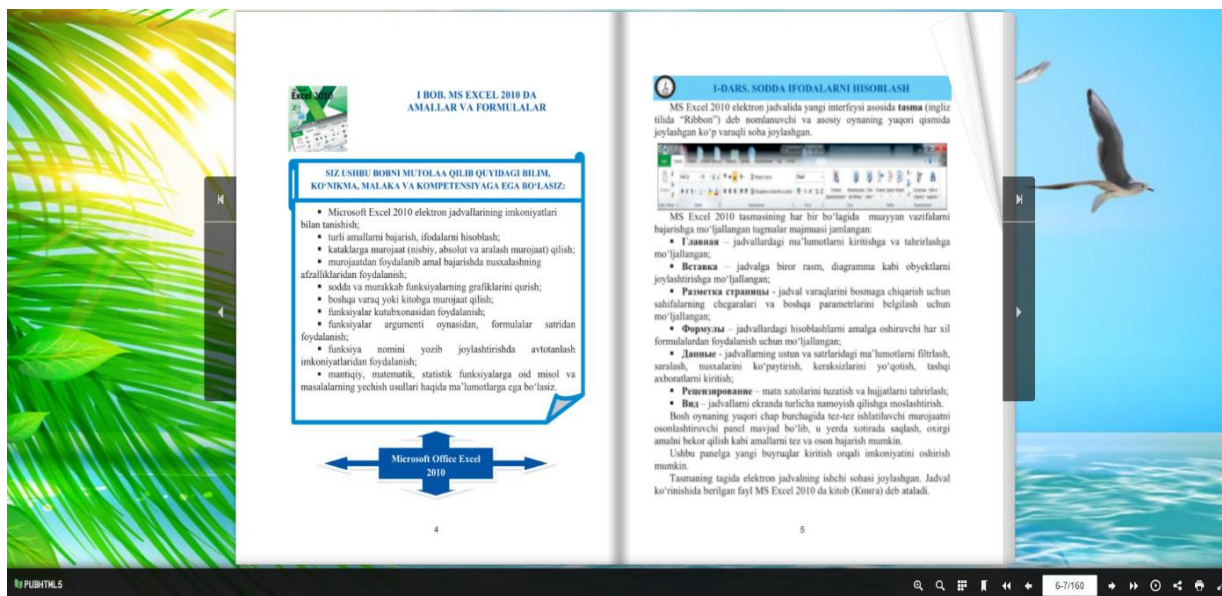 Excel 2010
I BOB. MS EXCEL 2010 DA
AMALLAR VA FORMULALAR
SIZ USHBU BOBNI MUTOLAA QILIB QUYIDAGI BILIM,
KO‘NIKMA, MALAKA VA KOMPETENSIYAGA EGA BO‘LASIZ:
▪ Microsoft Excel 2010 elektron jadvallarining imkoniyatlari
bilan tanishish;
▪ turli amallarni bajarish, ifodalarni hisoblash;
▪ kataklarga murojaat (nisbiy, absolut va aralash murojaat) qilish;
▪ murojaatdan foydalanib amal bajarishda nusxalashning
afzalliklaridan foydalanish;
▪ sodda va murakkab funksiyalarning grafiklarini qurish;
▪ boshqa varaq yoki kitobga murojaat qilish;
▪ funksiyalar kutubxonasidan foydalanish;
▪ funksiyalar argumenti oynasidan, formulalar satridan
foydalanish;
▪ funksiya nomini yozib joylashtirishda avtotanlash
imkoniyatlaridan foydalanish;
▪ mantiqiy, matematik, statistik funksiyalarga oid misol va
masalalarning yechish usullari haqida ma’lumotlarga ega bo‘lasiz.
Microsoft Office Excel
2010
4
1-DARS. SODDA IFODALARNI HISOBLASH
MS Excel 2010 elektron jadvalida yangi interfeysi asosida tasma (ingliz
tilida “Ribbon”) deb nomlanuvchi va asosiy oynaning yuqori qismida
joylashgan ko‘p varaqli soha joylashgan.
MS Excel 2010 tasmasining har bir bo‘lagida muayyan vazifalarni
bajarishga mo‘ljallangan tugmalar majmuasi jamlangan:
▪ Главная – jadvallardagi ma’lumotlarni kiritishga va tahrirlashga
mo‘ljallangan;
▪ Вставка – jadvalga biror rasm, diagramma kabi obyektlarni
joylashtirishga mo‘ljallangan;
▪ Разметка страницы - jadval varaqlarini bosmaga chiqarish uchun
sahifalarning chegaralari va boshqa parametrlarini belgilash uchun
mo‘ljallangan;
▪ Формулы – jadvallardagi hisoblashlarni amalga oshiruvchi har xil
formulalardan foydalanish uchun mo‘ljallangan;
▪ Данные - jadvallarning ustun va satrlaridagi ma’lumotlarni filtrlash,
saralash, nusxalarini ko‘paytirish, keraksizlarini yo‘qotish, tashqi
axborotlarni kiritish;
▪ Рецензирование – matn xatolarini tuzatish va hujjatlarni tahrirlash;
▪ Вид – jadvallarni ekranda turlicha namoyish qilishga moslashtirish.
Bosh oynaning yuqori chap burchagida tez-tez ishlatiluvchi murojaatni
osonlashtiruvchi panel mavjud bo‘lib, u yerda xotirada saqlash, oxirgi
amalni bekor qilish kabi amallarni tez va oson bajarish mumkin.
Ushbu panelga yangi buyruqlar kiritish orqali imkoniyatini oshirish
mumkin.
Tasmaning tagida elektron jadvalning ishchi sohasi joylashgan. Jadval
ko‘rinishida berilgan fayl MS Excel 2010 da kitob (Книга) deb ataladi.
5
PUBHTML5
6-7/160